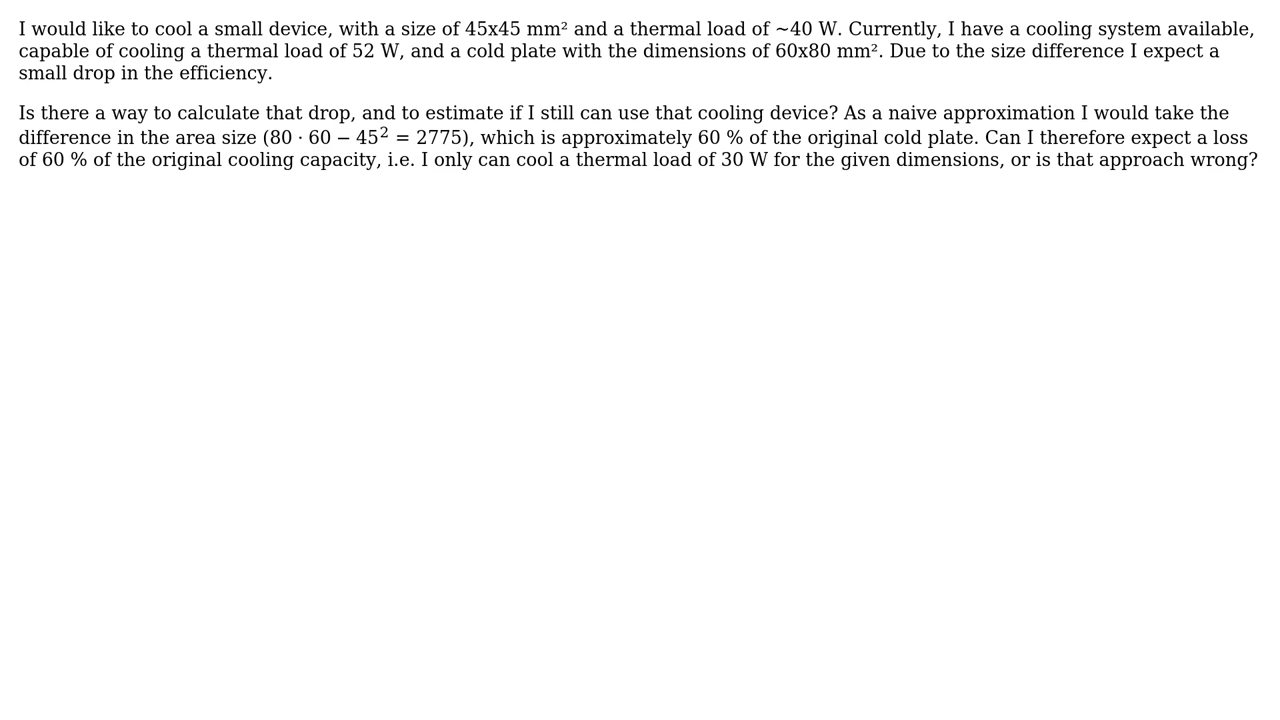 I would like to cool a small device, with a size of 45x45 mm² and a thermal load of ~40 W. Currently, I have a cooling system available,
capable of cooling a thermal load of 52 W, and a cold plate with the dimensions of 60x80 mm². Due to the size difference I expect a
small drop in the efficiency.
Is there a way to calculate that drop, and to estimate if I still can use that cooling device? As a naive approximation I would take the
difference in the area size (80 · 60 − 45² = 2775), which is approximately 60 % of the original cold plate. Can I therefore expect a loss
of 60 % of the original cooling capacity, i.e. I only can cool a thermal load of 30 W for the given dimensions, or is that approach wrong?